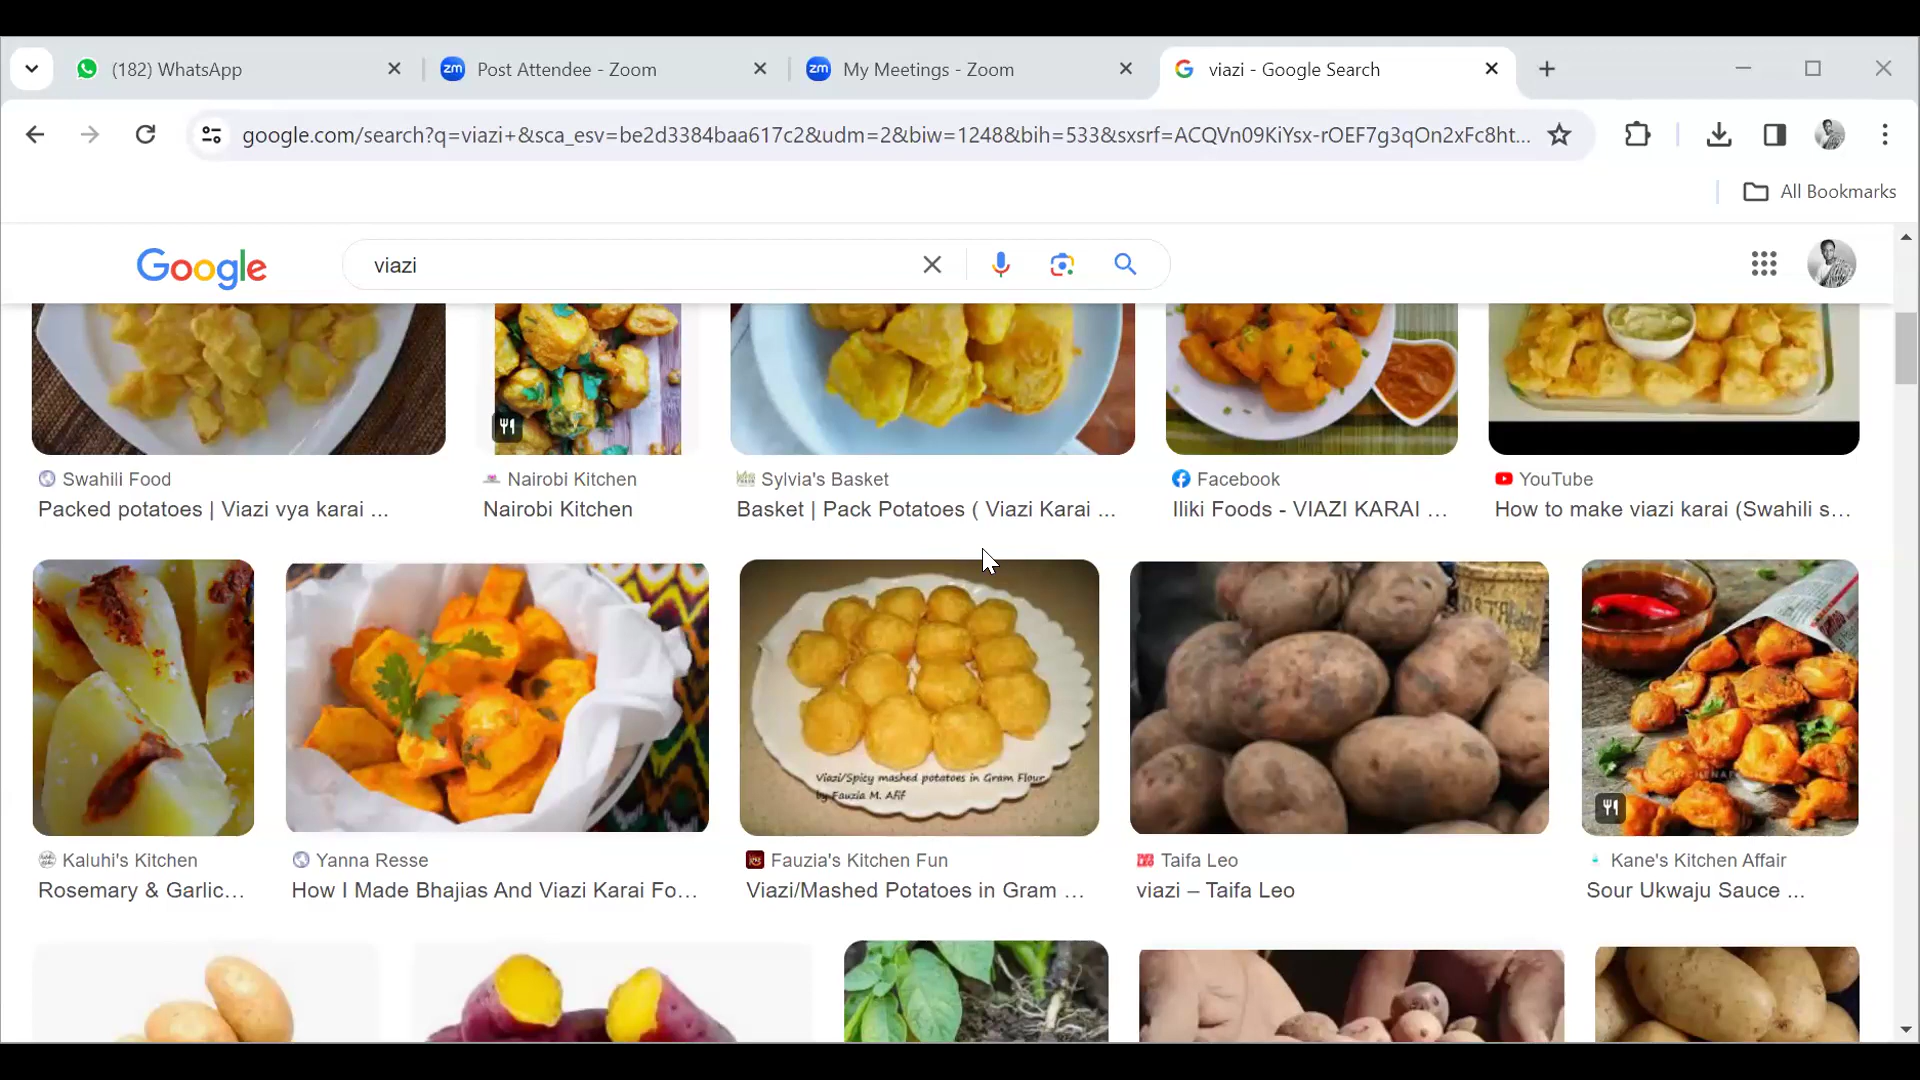 (182) WhatsApp
Post Attendee - Zoom
My Meetings - Zoom
viazi - Google Search
google.com/search?q=viazi+&sca_esv=be2d3384baa617c2&udm=2&biw=1248&bih=533&sxsrf=ACQVn09KiYsx-rOEF7g3qOn2xFc8ht...
All Bookmarks
Google
viazi
Swahili Food
Packed potatoes | Viazi vya karai ...
Nairobi Kitchen
Nairobi Kitchen
Sylvia's Basket
Basket | Pack Potatoes ( Viazi Karai ...
Facebook
Iliki Foods - VIAZI KARAI ...
YouTube
How to make viazi karai (Swahili s...
Viazi/Spicy mashed potatoes in Gram Flour
by Fauzia M. Afif
Kaluhi's Kitchen
Rosemary & Garlic...
Yanna Resse
How I Made Bhajias And Viazi Karai Fo...
Fauzia's Kitchen Fun
Viazi/Mashed Potatoes in Gram ...
Taifa Leo
viazi – Taifa Leo
Kane's Kitchen Affair
Sour Ukwaju Sauce ...